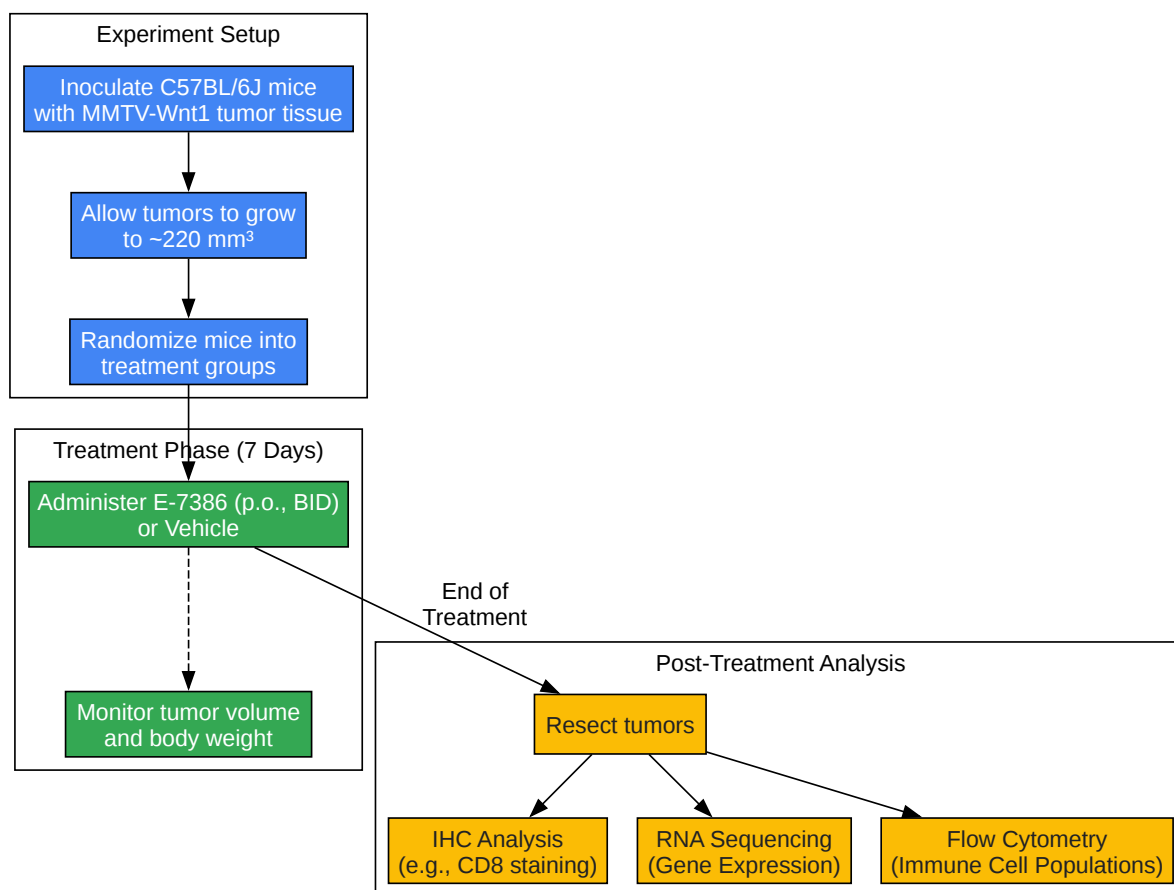 Experiment Setup
Inoculate C57BL/6J mice
with MMTV-Wnt1 tumor tissue
Allow tumors to grow
to ~220 mm³
Randomize mice into
treatment groups
Treatment Phase (7 Days)
Administer E-7386 (p.o., BID)
or Vehicle
End of
Treatment
Monitor tumor volume
and body weight
Post-Treatment Analysis
Resect tumors
IHC Analysis
(e.g., CD8 staining)
RNA Sequencing
(Gene Expression)
Flow Cytometry
(Immune Cell Populations)